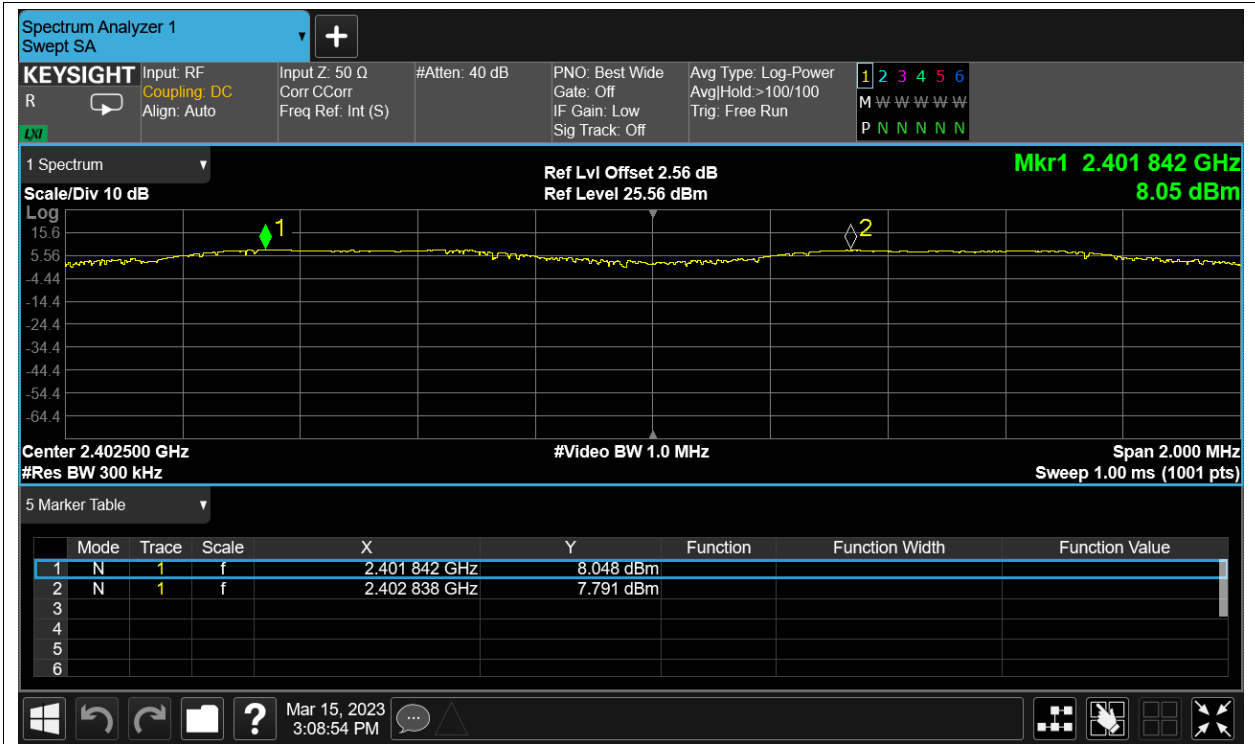 Spectrum Analyzer 1
Swept SA
KEYSIGHT
R
LXI
Input: RF
Coupling: DC
Align: Auto
Input Z: 50 Ω
Corr CCorr
Freq Ref: Int (S)
#Atten: 40 dB
PNO: Best Wide
Gate: Off
IF Gain: Low
Sig Track: Off
Avg Type: Log-Power
Avg|Hold:>100/100
Trig: Free Run
1 2 3 4 5 6
M W W W W W
P N N N N N
1 Spectrum
Scale/Div 10 dB
Ref Lvl Offset 2.56 dB
Ref Level 25.56 dBm
Mkr1 2.401 842 GHz
8.05 dBm
Log
15.6
5.56
-4.44
-14.4
-24.4
-34.4
-44.4
-54.4
-64.4
1
2
Center 2.402500 GHz
#Video BW 1.0 MHz
Span 2.000 MHz
#Res BW 300 kHz
Sweep 1.00 ms (1001 pts)
5 Marker Table
Mode Trace Scale X Y Function Function Width Function Value
1 N 1 f 2.401 842 GHz 8.048 dBm
2 N 1 f 2.402 838 GHz 7.791 dBm
3
4
5
6
?
Mar 15, 2023
3:08:54 PM